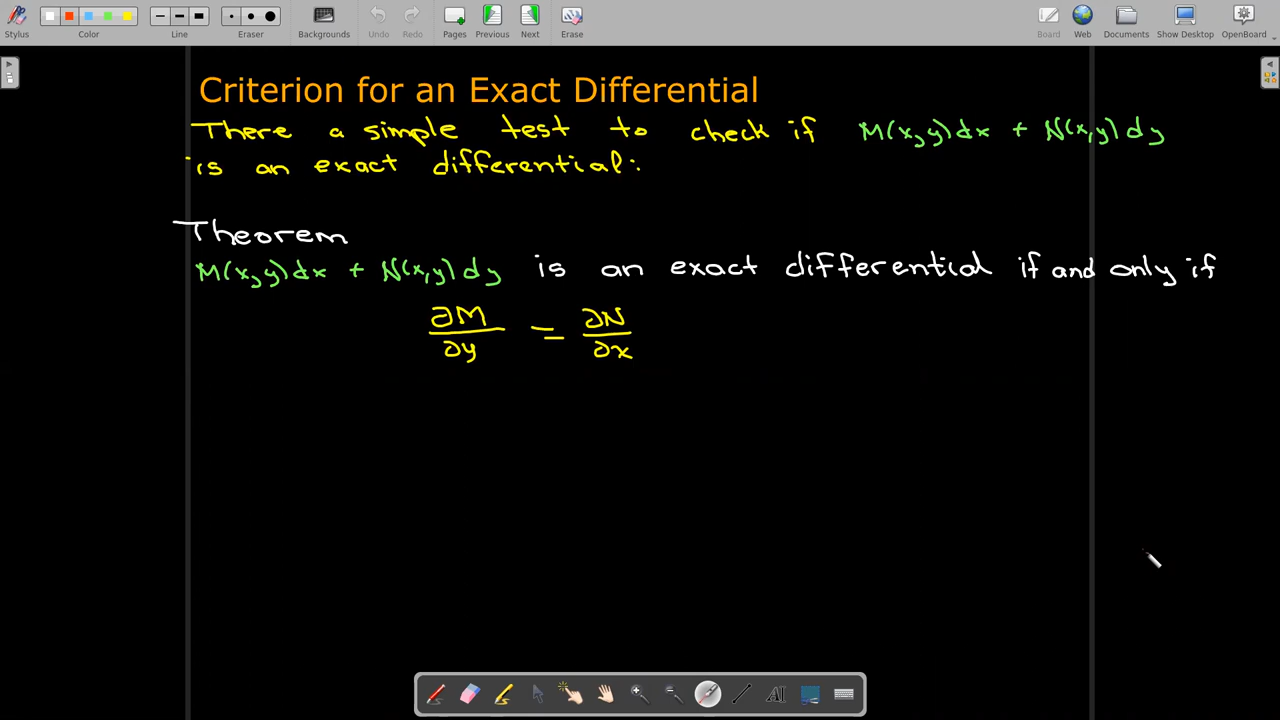 Stylus
Color
Line
Eraser
Backgrounds
Undo
Redo
Pages
Previous
Next
Erase
Board
Web
Documents
Show Desktop
OpenBoard
Criterion for an Exact Differential
There a simple test to check if M(x,y)dx + N(x,y)dy
is an exact differential:
Theorem
M(x,y)dx + N(x,y)dy is an exact differential if and only if
∂M/∂y = ∂N/∂x
AI